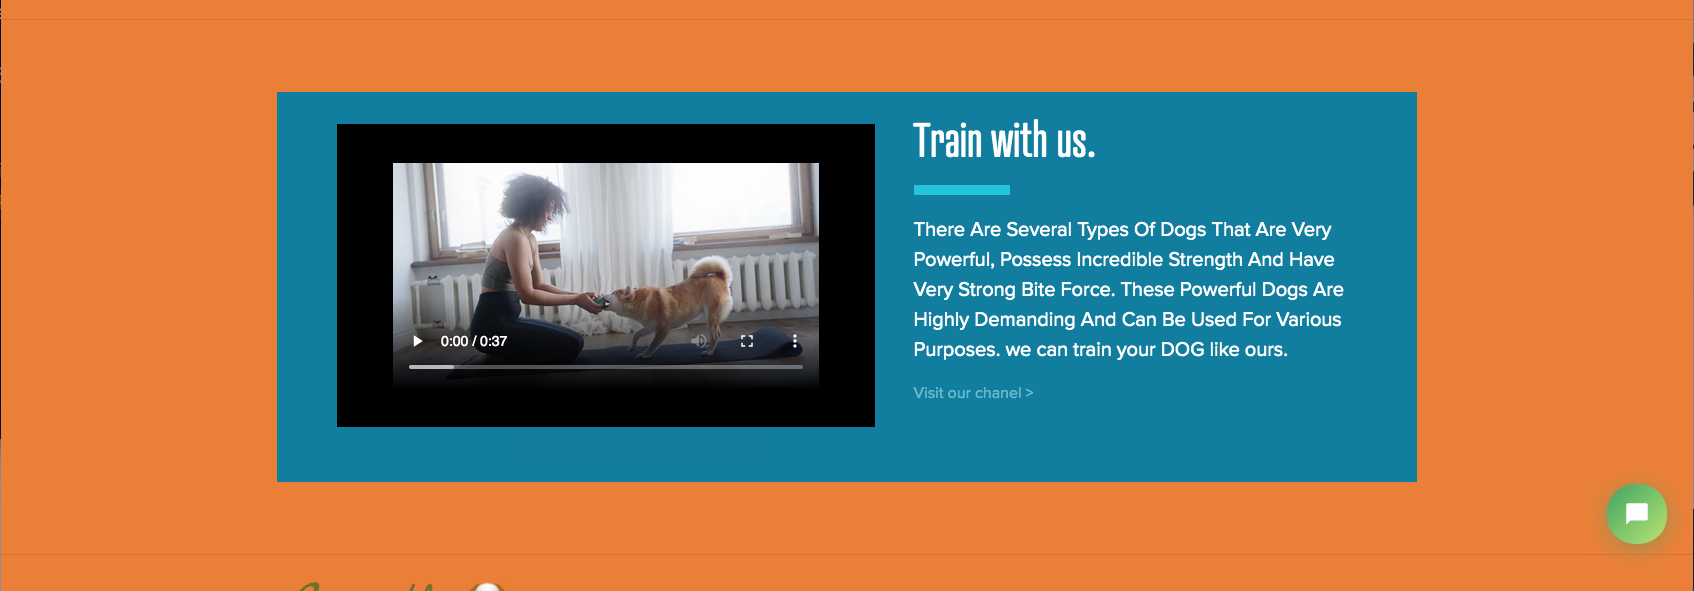 Train with us.
There Are Several Types Of Dogs That Are Very
Powerful, Possess Incredible Strength And Have
Very Strong Bite Force. These Powerful Dogs Are
Highly Demanding And Can Be Used For Various
Purposes. we can train your DOG like ours.
0:00 / 0:37
Visit our chanel >